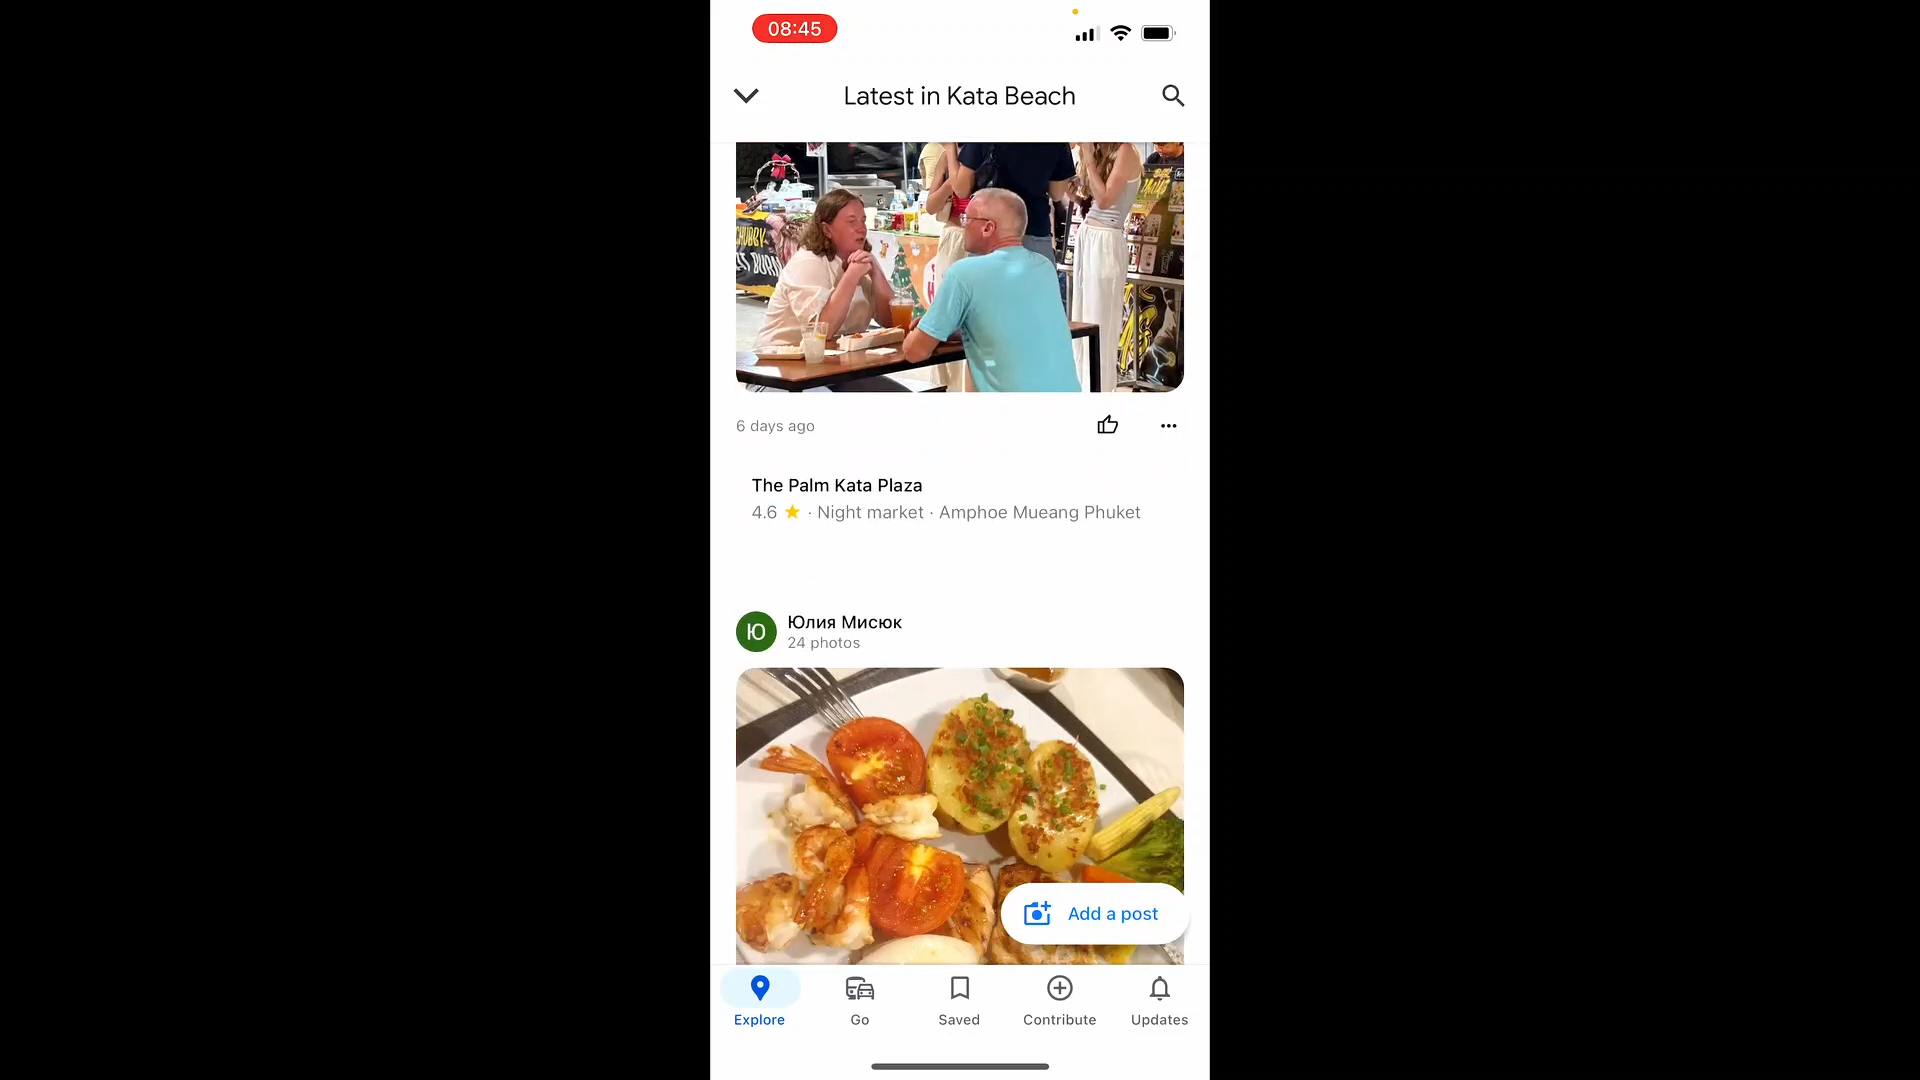 08:45
Latest in Kata Beach
CHUBBY
6 days ago
The Palm Kata Plaza
4.6 ★ · Night market · Amphoe Mueang Phuket
Ю
Юлия Мисюк
24 photos
Add a post
Explore
Go
Saved
Contribute
Updates